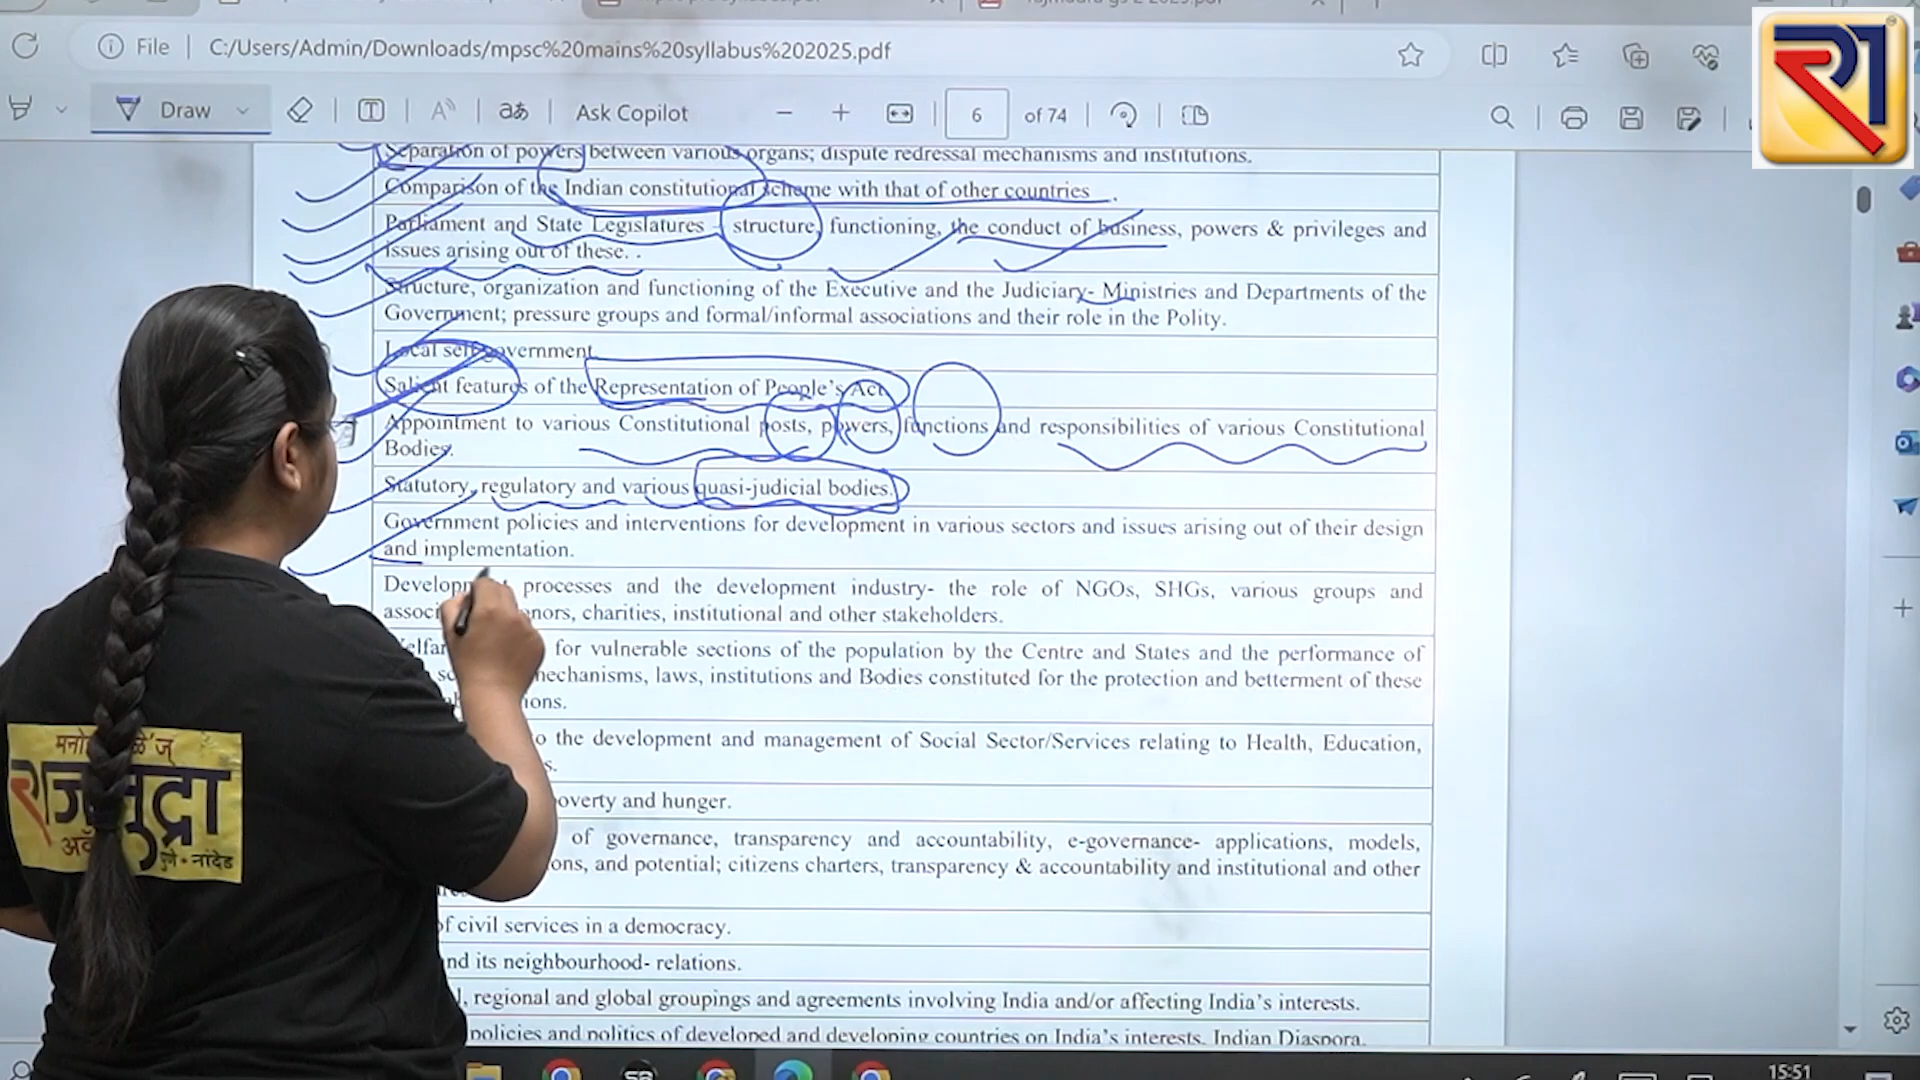 File | C:/Users/Admin/Downloads/mpsc%20mains%20syllabus%202025.pdf
Draw
Ask Copilot
6 of 74
Separation of powers between various organs; dispute redressal mechanisms and institutions.
Comparison of the Indian constitutional scheme with that of other countries .
Parliament and State Legislatures – structure, functioning, the conduct of business, powers & privileges and
issues arising out of these. .
Structure, organization and functioning of the Executive and the Judiciary- Ministries and Departments of the
Government; pressure groups and formal/informal associations and their role in the Polity.
Local self government
Salient features of the Representation of People's Act.
Appointment to various Constitutional posts, powers, functions and responsibilities of various Constitutional
Bodies.
Statutory, regulatory and various quasi-judicial bodies.
Government policies and interventions for development in various sectors and issues arising out of their design
and implementation.
Development processes and the development industry- the role of NGOs, SHGs, various groups and
charities, institutional and other stakeholders.
for vulnerable sections of the population by the Centre and States and the performance of
mechanisms, laws, institutions and Bodies constituted for the protection and betterment of these
to the development and management of Social Sector/Services relating to Health, Education,
poverty and hunger.
of governance, transparency and accountability, e-governance- applications, models,
and potential; citizens charters, transparency & accountability and institutional and other
of civil services in a democracy.
and its neighbourhood- relations.
regional and global groupings and agreements involving India and/or affecting India's interests.
policies and politics of developed and developing countries on India's interests, Indian Diaspora.
राजमुद्रा
पुणे • नांदेड
15:51